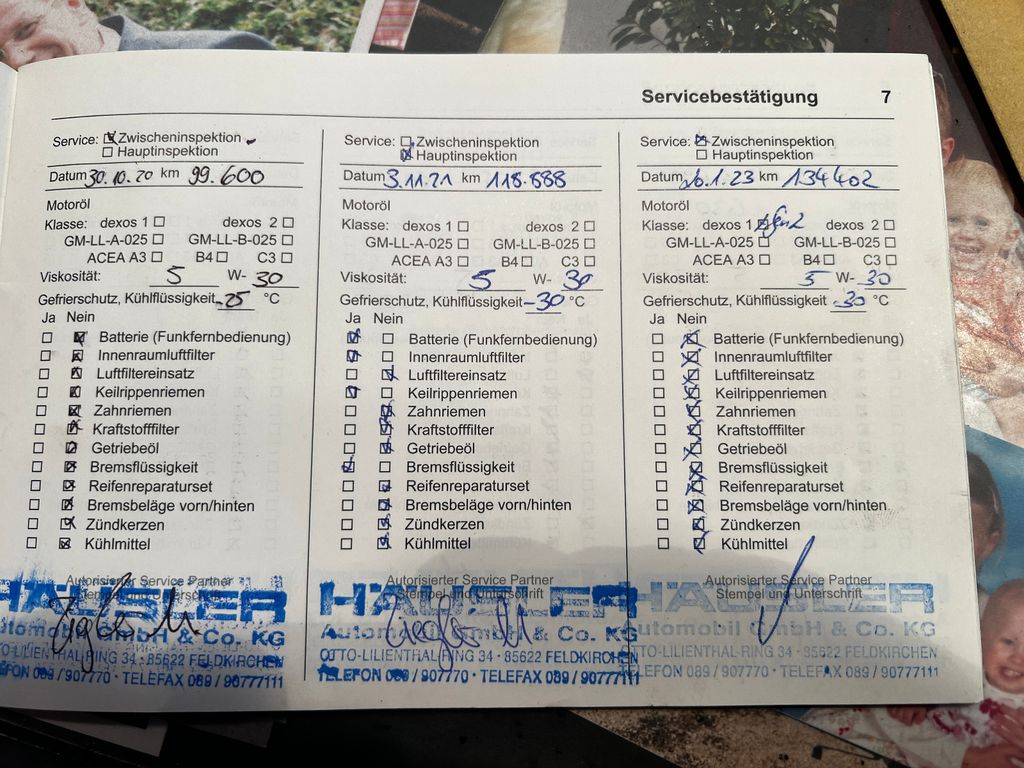 Servicebestätigung 7
Service: Zwischeninspektion
Hauptinspektion
Datum 30.10.20 km 99.600
Motoröl
Klasse: dexos 1 dexos 2
GM-LL-A-025 GM-LL-B-025
ACEA A3 B4 C3
Viskosität: 5 W- 30
Gefrierschutz, Kühlflüssigkeit -25 °C
Ja Nein
Batterie (Funkfernbedienung)
Innenraumluftfilter
Luftfiltereinsatz
Keilrippenriemen
Zahnriemen
Kraftstofffilter
Getriebeöl
Bremsflüssigkeit
Reifenreparaturset
Bremsbeläge vorn/hinten
Zündkerzen
Kühlmittel
Autorisierter Service Partner
Stempel und Unterschrift
HÄUSLER
Automobil GmbH & Co. KG
OTTO-LILIENTHAL-RING 34 · 85622 FELDKIRCHEN
TELEFON 089 / 907770 · TELEFAX 089 / 90777111
Service: Zwischeninspektion
Hauptinspektion
Datum 3.11.21 km 118.888
Motoröl
Klasse: dexos 1 dexos 2
GM-LL-A-025 GM-LL-B-025
ACEA A3 B4 C3
Viskosität: 5 W- 30
Gefrierschutz, Kühlflüssigkeit -30 °C
Ja Nein
Batterie (Funkfernbedienung)
Innenraumluftfilter
Luftfiltereinsatz
Keilrippenriemen
Zahnriemen
Kraftstofffilter
Getriebeöl
Bremsflüssigkeit
Reifenreparaturset
Bremsbeläge vorn/hinten
Zündkerzen
Kühlmittel
Autorisierter Service Partner
Stempel und Unterschrift
HÄUSLER
Automobil GmbH & Co. KG
OTTO-LILIENTHAL-RING 34 · 85622 FELDKIRCHEN
TELEFON 089 / 907770 · TELEFAX 089 / 90777111
Service: Zwischeninspektion
Hauptinspektion
Datum 26.1.23 km 134402
Motoröl
Klasse: dexos 1 Gen2 dexos 2
GM-LL-A-025 GM-LL-B-025
ACEA A3 B4 C3
Viskosität: 5 W- 30
Gefrierschutz, Kühlflüssigkeit -30 °C
Ja Nein
Batterie (Funkfernbedienung)
Innenraumluftfilter
Luftfiltereinsatz
Keilrippenriemen
Zahnriemen
Kraftstofffilter
Getriebeöl
Bremsflüssigkeit
Reifenreparaturset
Bremsbeläge vorn/hinten
Zündkerzen
Kühlmittel
Autorisierter Service Partner
Stempel und Unterschrift
HÄUSLER
Automobil GmbH & Co. KG
OTTO-LILIENTHAL-RING 34 · 85622 FELDKIRCHEN
TELEFON 089 / 907770 · TELEFAX 089 / 90777111